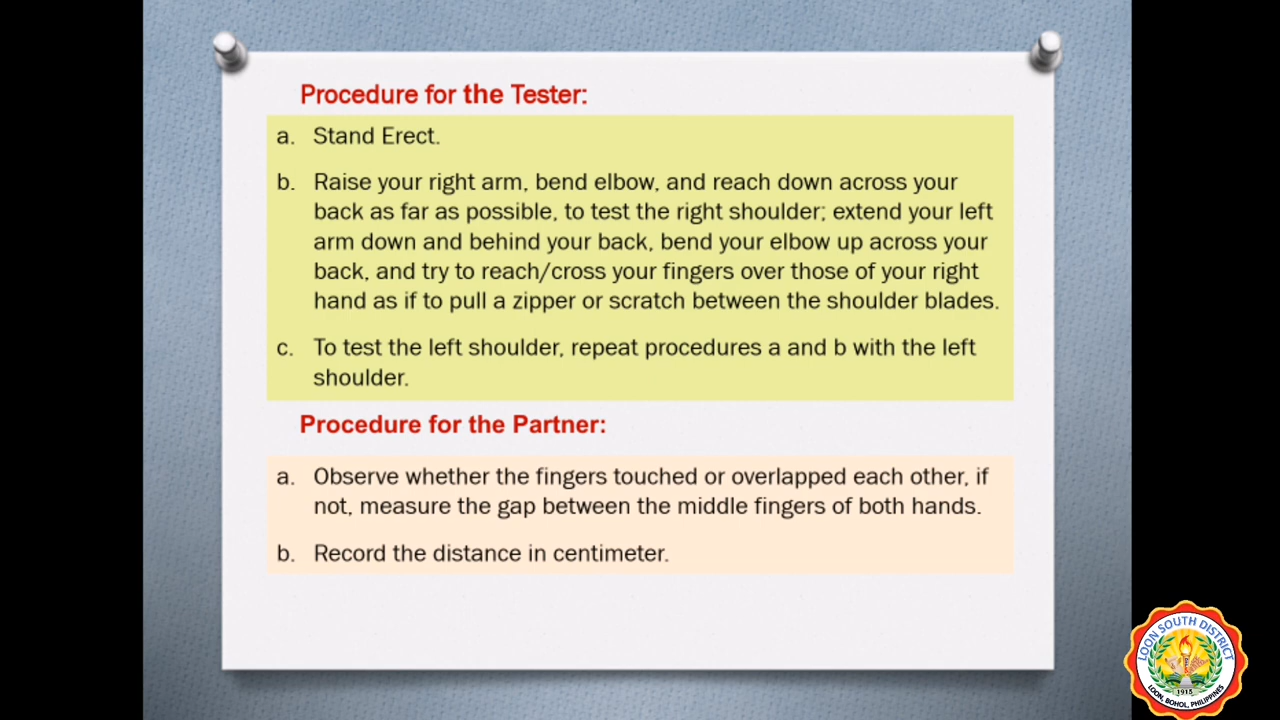 Procedure for the Tester:
a. Stand Erect.
b. Raise your right arm, bend elbow, and reach down across your
back as far as possible, to test the right shoulder; extend your left
arm down and behind your back, bend your elbow up across your
back, and try to reach/cross your fingers over those of your right
hand as if to pull a zipper or scratch between the shoulder blades.
c. To test the left shoulder, repeat procedures a and b with the left
shoulder.
Procedure for the Partner:
a. Observe whether the fingers touched or overlapped each other, if
not, measure the gap between the middle fingers of both hands.
b. Record the distance in centimeter.
LOON SOUTH DISTRICT
1915
LOON, BOHOL, PHILIPPINES